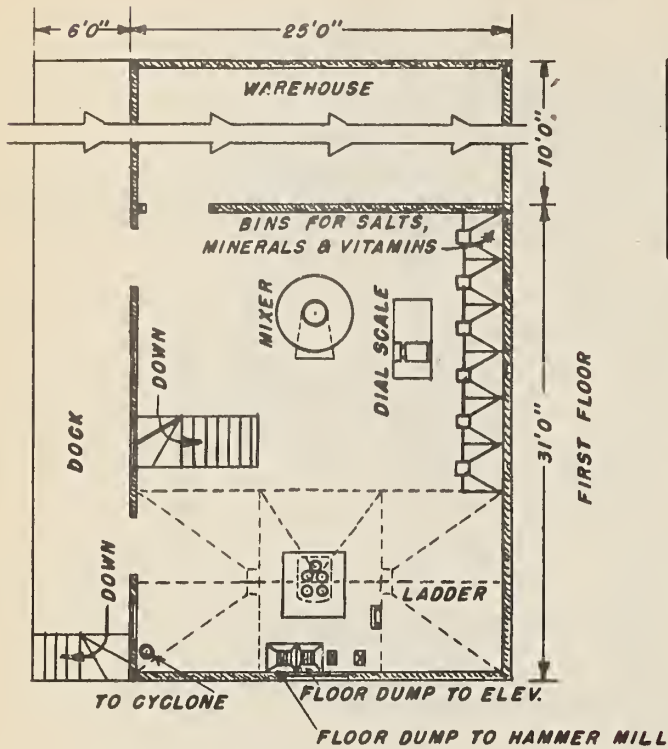 6'0"
25'0"
WAREHOUSE
10'0"
BINS FOR SALTS,
MINERALS & VITAMINS
MIXER
DIAL SCALE
DOWN
DOCK
31'0"
FIRST FLOOR
DOWN
LADDER
TO CYCLONE
FLOOR DUMP TO ELEV.
FLOOR DUMP TO HAMMER MILL